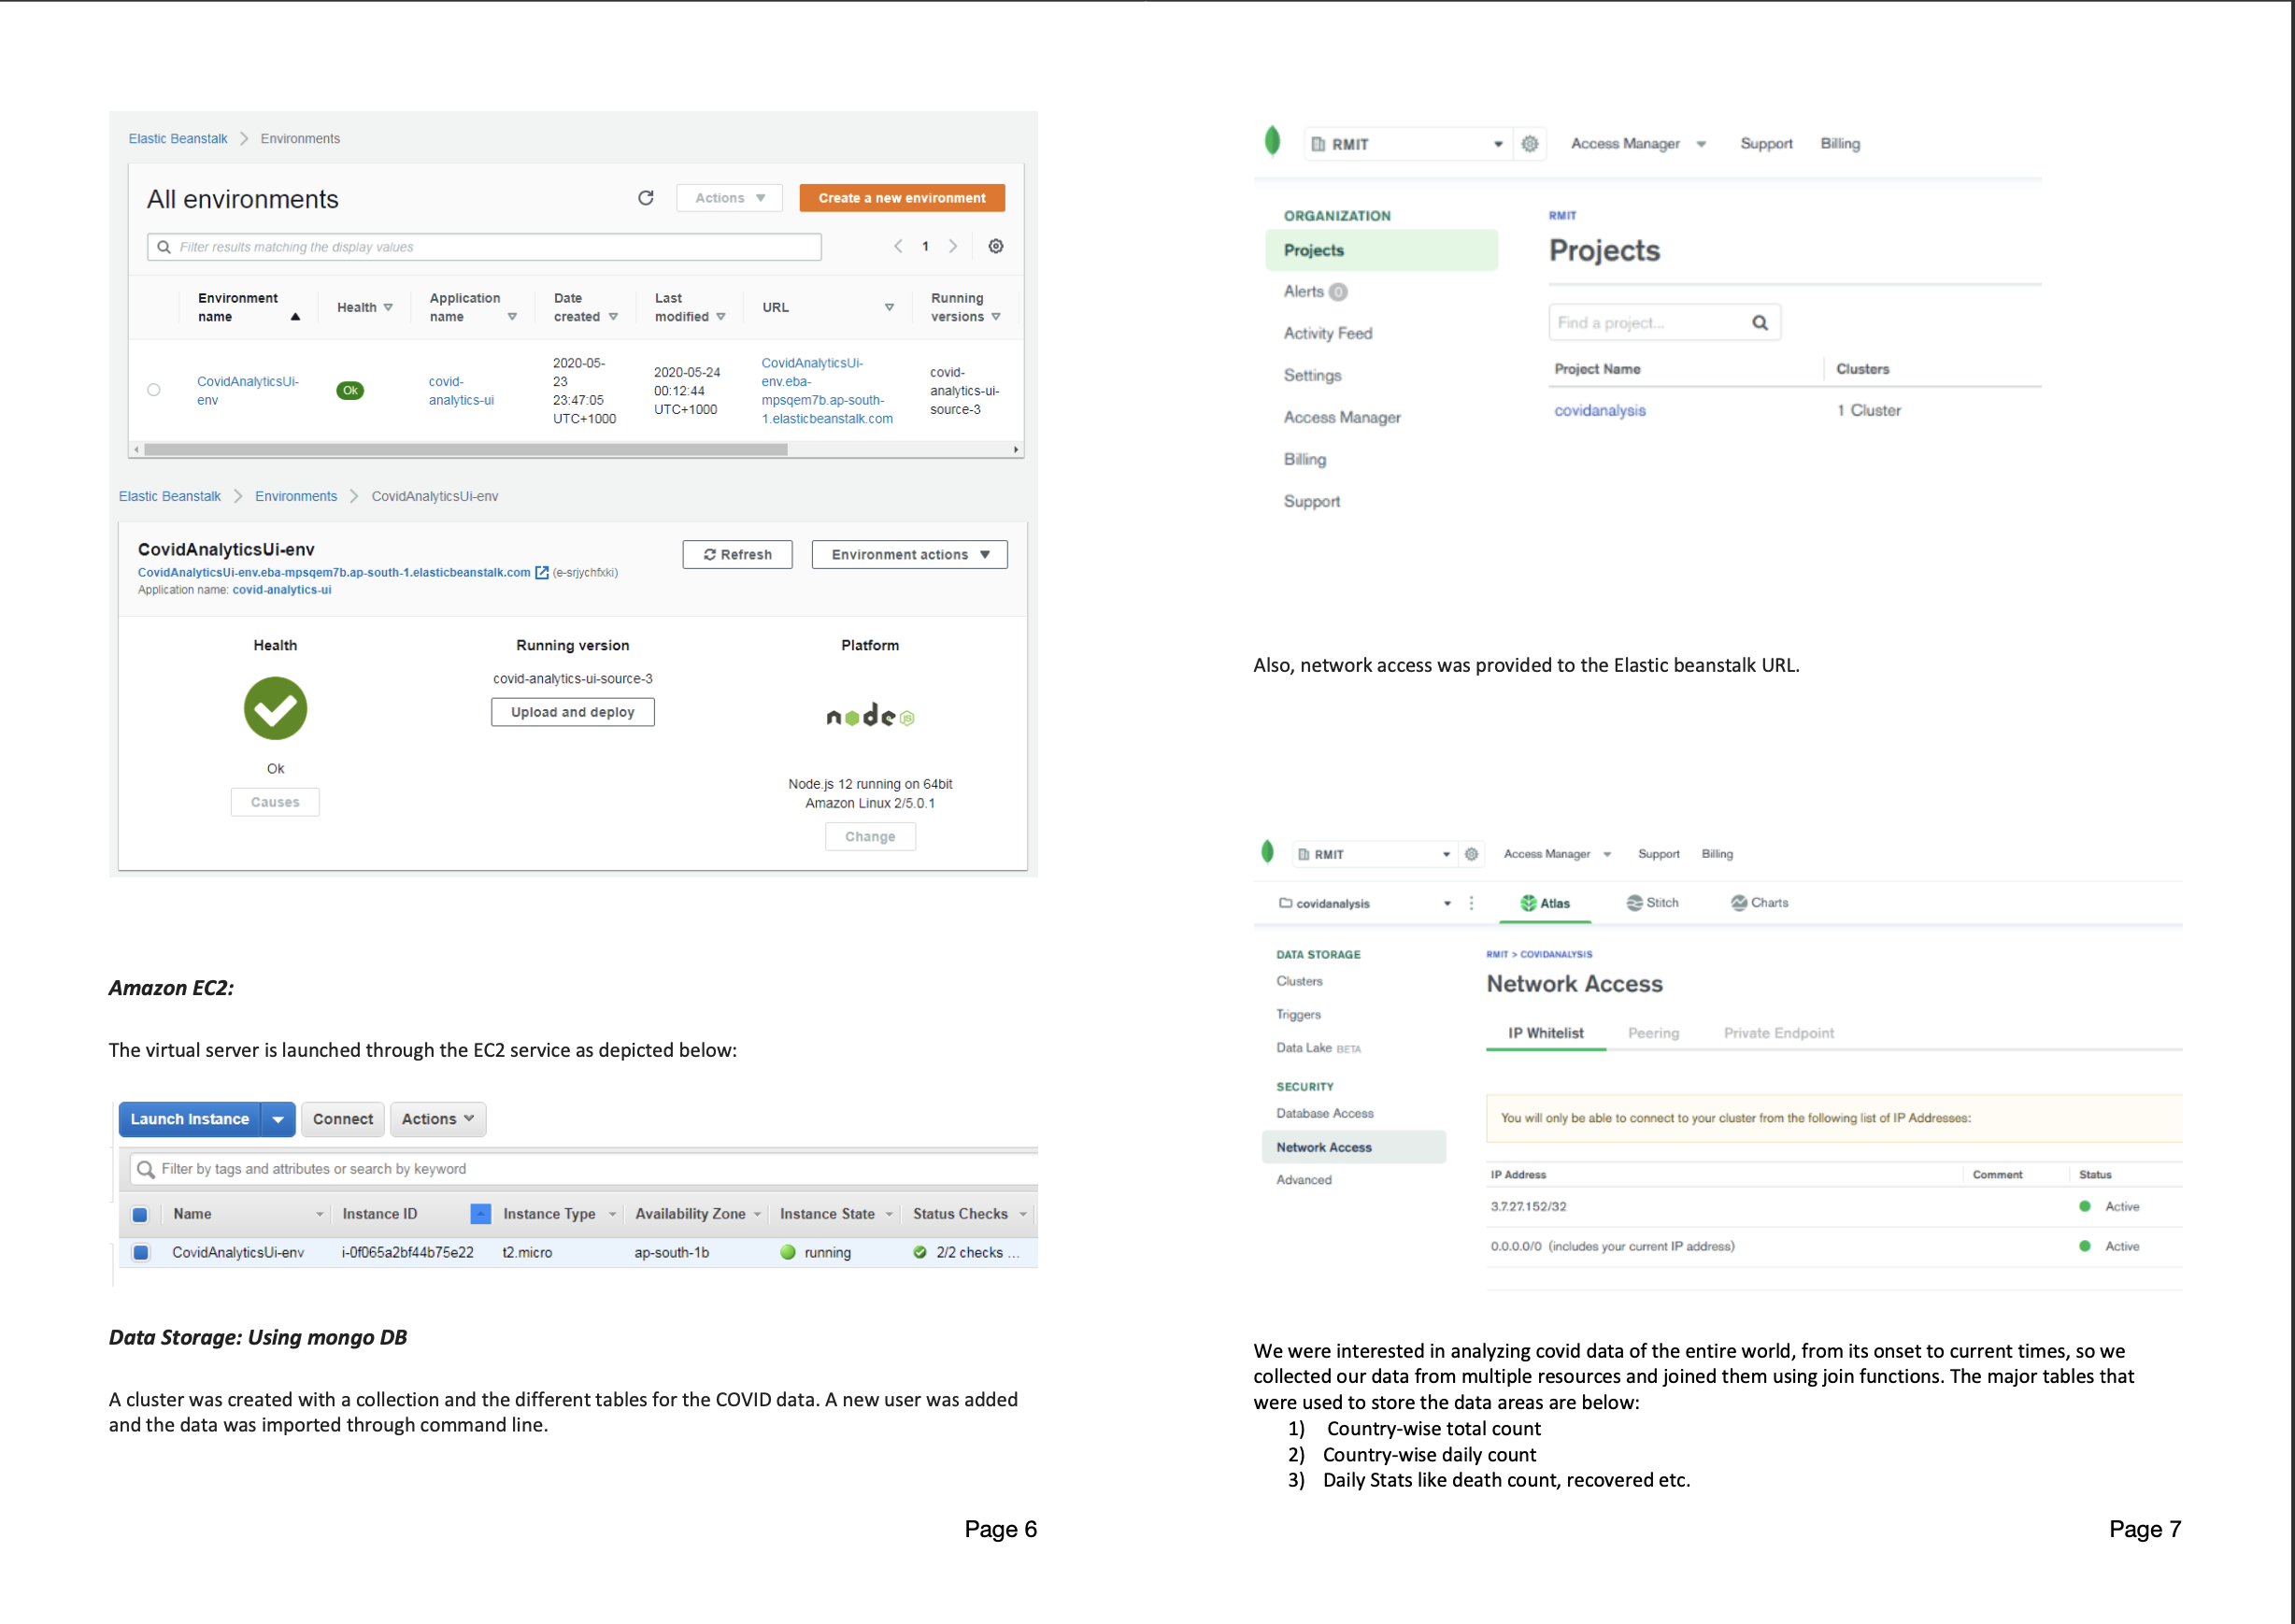 Elastic Beanstalk > Environments
All environments
Actions
Create a new environment
Filter results matching the display values
1
Environment name
Health
Application name
Date created
Last modified
URL
Running versions
CovidAnalyticsUi-
env
Ok
covid-
analytics-ui
2020-05-
23
23:47:05
UTC+1000
2020-05-24
00:12:44
UTC+1000
CovidAnalyticsUi-
env.eba-
mpsqem7b.ap-south-
1.elasticbeanstalk.com
covid-
analytics-ui-
source-3
Elastic Beanstalk > Environments > CovidAnalyticsUi-env
CovidAnalyticsUi-env
Refresh
Environment actions
CovidAnalyticsUi-env.eba-mpsqem7b.ap-south-1.elasticbeanstalk.com (e-srjychfxki)
Application name: covid-analytics-ui
Health
Ok
Causes
Running version
covid-analytics-ui-source-3
Upload and deploy
Platform
node JS
Node.js 12 running on 64bit
Amazon Linux 2/5.0.1
Change
Amazon EC2:
The virtual server is launched through the EC2 service as depicted below:
Launch Instance
Connect
Actions
Filter by tags and attributes or search by keyword
Name Instance ID Instance Type Availability Zone Instance State Status Checks
CovidAnalyticsUi-env i-0f065a2bf44b75e22 t2.micro ap-south-1b running 2/2 checks ...
Data Storage: Using mongo DB
A cluster was created with a collection and the different tables for the COVID data. A new user was added
and the data was imported through command line.
Page 6
RMIT
Access Manager
Support
Billing
ORGANIZATION
Projects
Alerts 0
Activity Feed
Settings
Access Manager
Billing
Support
RMIT
Projects
Find a project...
Project Name Clusters
covidanalysis 1 Cluster
Also, network access was provided to the Elastic beanstalk URL.
RMIT
Access Manager
Support
Billing
covidanalysis
Atlas
Stitch
Charts
DATA STORAGE
Clusters
Triggers
Data Lake BETA
SECURITY
Database Access
Network Access
Advanced
RMIT > COVIDANALYSIS
Network Access
IP Whitelist
Peering
Private Endpoint
You will only be able to connect to your cluster from the following list of IP Addresses:
IP Address Comment Status
3.7.27.152/32 Active
0.0.0.0/0 (includes your current IP address) Active
We were interested in analyzing covid data of the entire world, from its onset to current times, so we
collected our data from multiple resources and joined them using join functions. The major tables that
were used to store the data areas are below:
1) Country-wise total count
2) Country-wise daily count
3) Daily Stats like death count, recovered etc.
Page 7